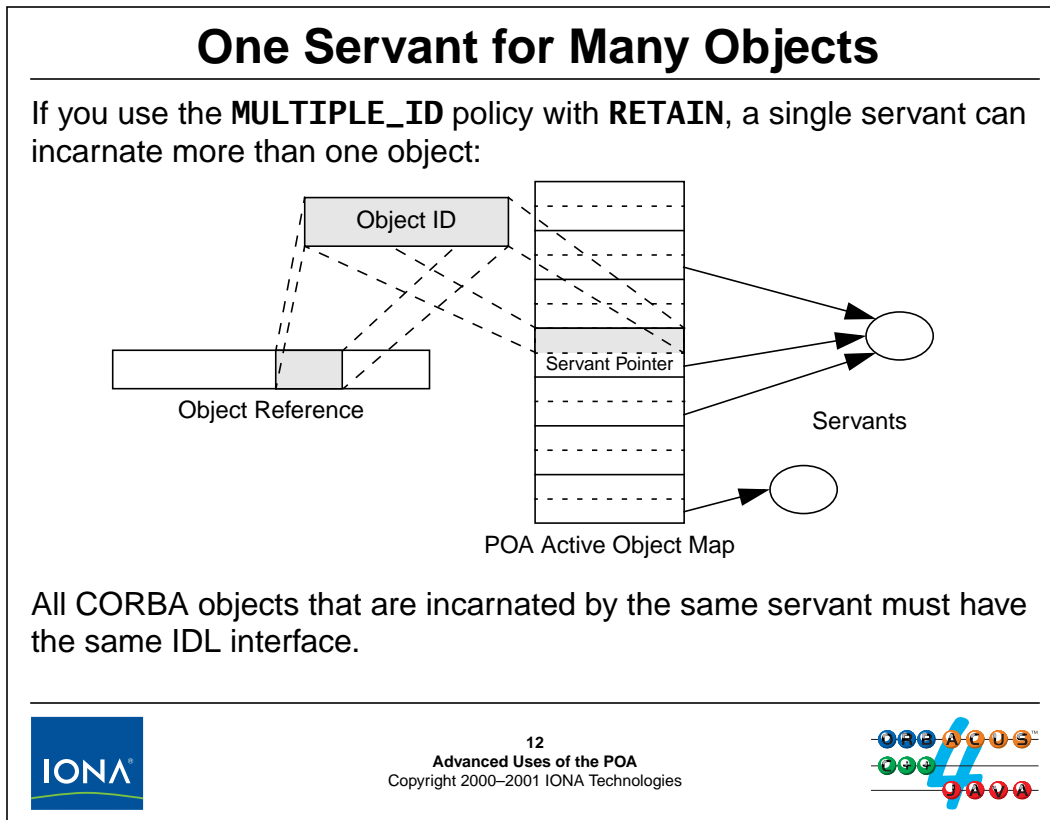 One Servant for Many Objects
If you use the MULTIPLE_ID policy with RETAIN, a single servant can
incarnate more than one object:
Object ID
Servant Pointer
Object Reference
Servants
POA Active Object Map
All CORBA objects that are incarnated by the same servant must have
the same IDL interface.
IONA®
12
Advanced Uses of the POA
Copyright 2000–2001 IONA Technologies
ORBACUS™
C++
4
JAVA